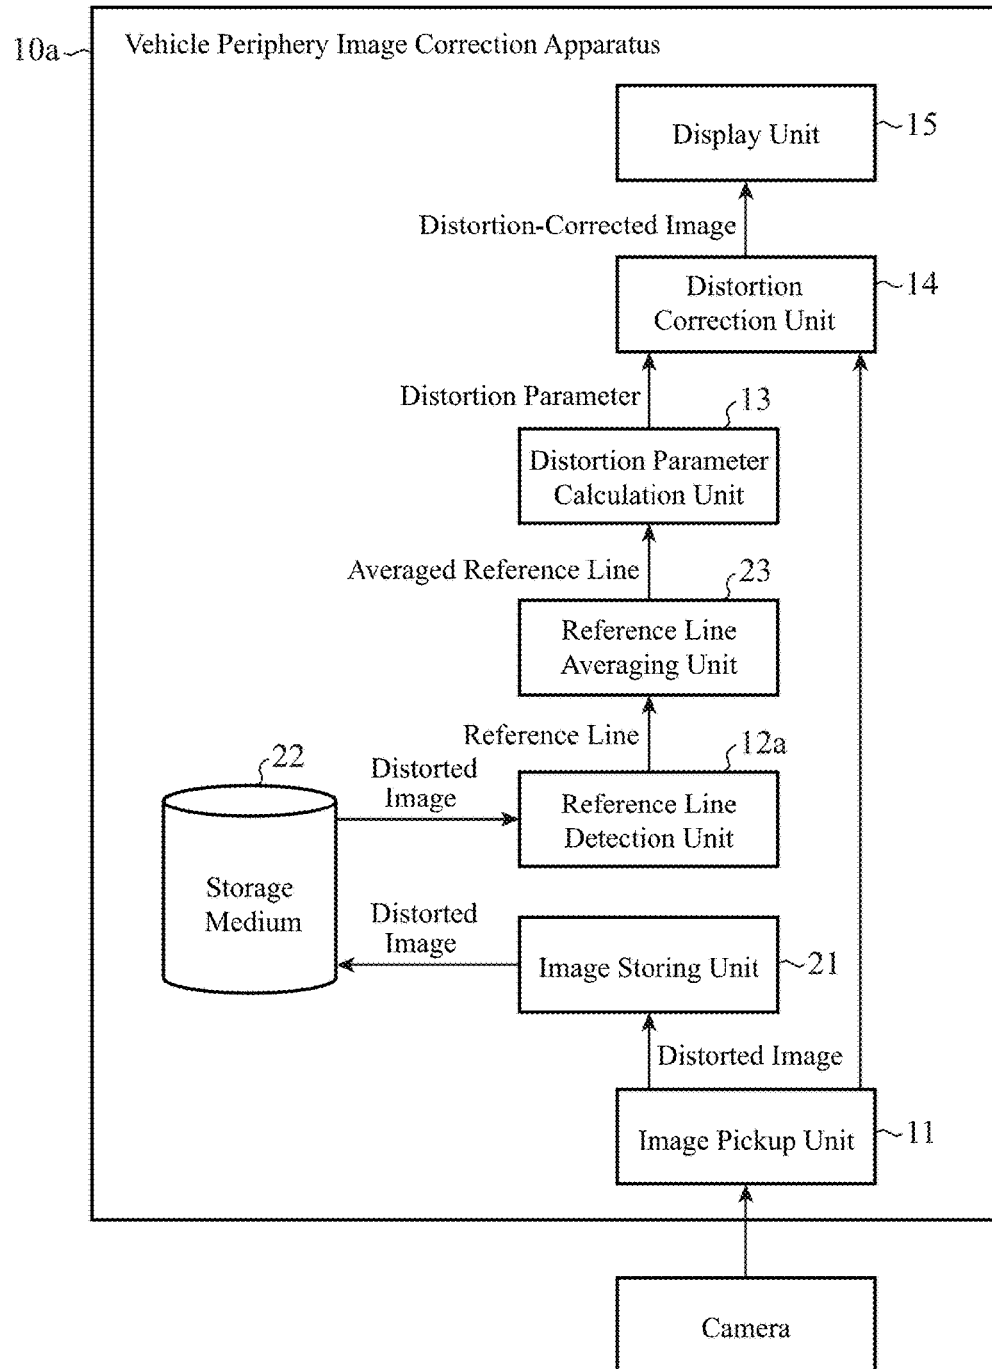 10a
Vehicle Periphery Image Correction Apparatus
Display Unit
15
Distortion-Corrected Image
Distortion
Correction Unit
14
Distortion Parameter
13
Distortion Parameter
Calculation Unit
Averaged Reference Line
23
Reference Line
Averaging Unit
Reference Line
12a
22
Distorted
Image
Reference Line
Detection Unit
Storage
Medium
Distorted
Image
Image Storing Unit
21
Distorted Image
Image Pickup Unit
11
Camera